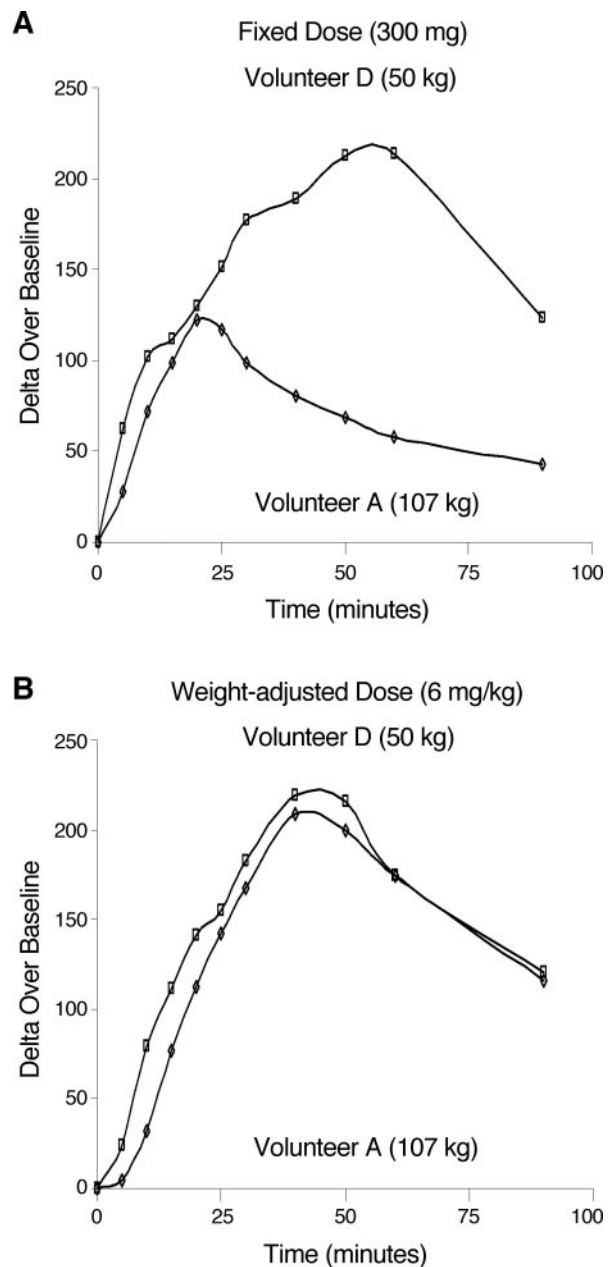 A
Fixed Dose (300 mg)
Volunteer D (50 kg)
250
200
150
100
50
0
Delta Over Baseline
Volunteer A (107 kg)
0 25 50 75 100
Time (minutes)
B
Weight-adjusted Dose (6 mg/kg)
Volunteer D (50 kg)
250
200
150
100
50
0
Delta Over Baseline
Volunteer A (107 kg)
0 25 50 75 100
Time (minutes)